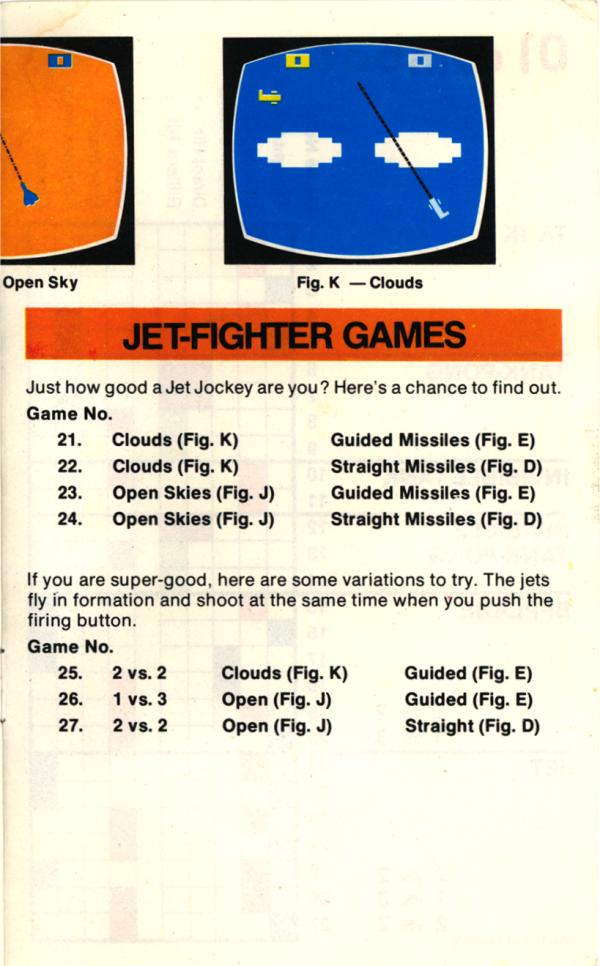 Open Sky
Fig. K — Clouds
JET-FIGHTER GAMES
Just how good a Jet Jockey are you? Here's a chance to find out.
Game No.
21. Clouds (Fig. K) Guided Missiles (Fig. E)
22. Clouds (Fig. K) Straight Missiles (Fig. D)
23. Open Skies (Fig. J) Guided Missiles (Fig. E)
24. Open Skies (Fig. J) Straight Missiles (Fig. D)
If you are super-good, here are some variations to try. The jets
fly in formation and shoot at the same time when you push the
firing button.
Game No.
25. 2 vs. 2 Clouds (Fig. K) Guided (Fig. E)
26. 1 vs. 3 Open (Fig. J) Guided (Fig. E)
27. 2 vs. 2 Open (Fig. J) Straight (Fig. D)